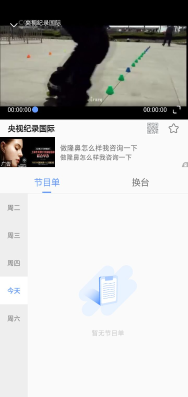 央视纪录国际
00:00:00
00:00:00
央视纪录国际
做隆鼻怎么样我咨询一下
广告
做隆鼻怎么样我咨询一下
节目单
换台
周二
周三
周四
今天
周六
暂无节目单